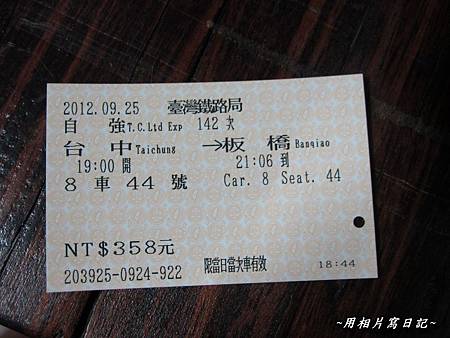 2012.09.25 臺灣鐵路局
自 強 T.C.Ltd Exp 142 次
台 中 Taichung →板 橋 Banqiao
19:00 開 21:06 到
8 車 44 號 Car. 8 Seat. 44
NT$358元
203925-0924-922 限當日當次車有效 18:44
~用相片寫日記~